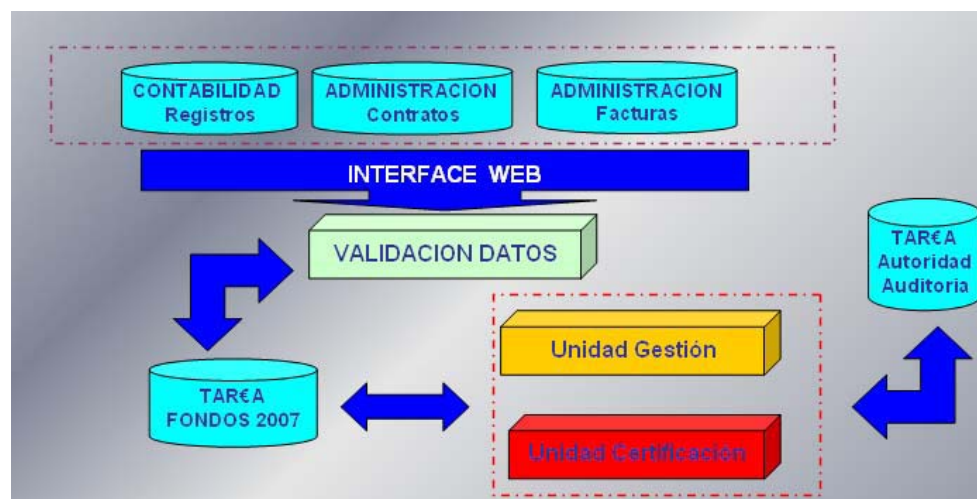 CONTABILIDAD
Registros
ADMINISTRACION
Contratos
ADMINISTRACION
Facturas
INTERFACE WEB
VALIDACION DATOS
TAR€A
Autoridad
Auditoria
Unidad Gestión
TAR€A
FONDOS 2007
Unidad Certificación